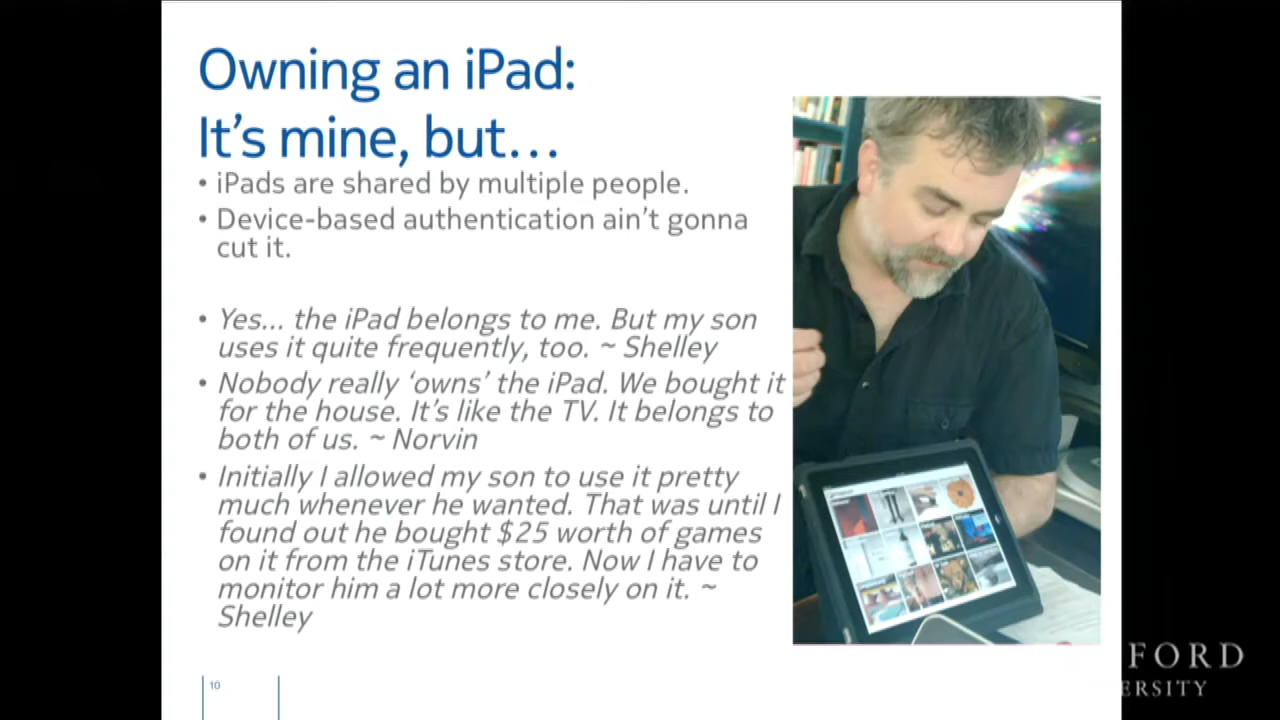 Owning an iPad:
It's mine, but...
• iPads are shared by multiple people.
• Device-based authentication ain't gonna
cut it.
• Yes... the iPad belongs to me. But my son
uses it quite frequently, too. ~ Shelley
• Nobody really 'owns' the iPad. We bought it
for the house. It's like the TV. It belongs to
both of us. ~ Norvin
• Initially I allowed my son to use it pretty
much whenever he wanted. That was until I
found out he bought $25 worth of games
on it from the iTunes store. Now I have to
monitor him a lot more closely on it. ~
Shelley
10
FORD
ERSITY